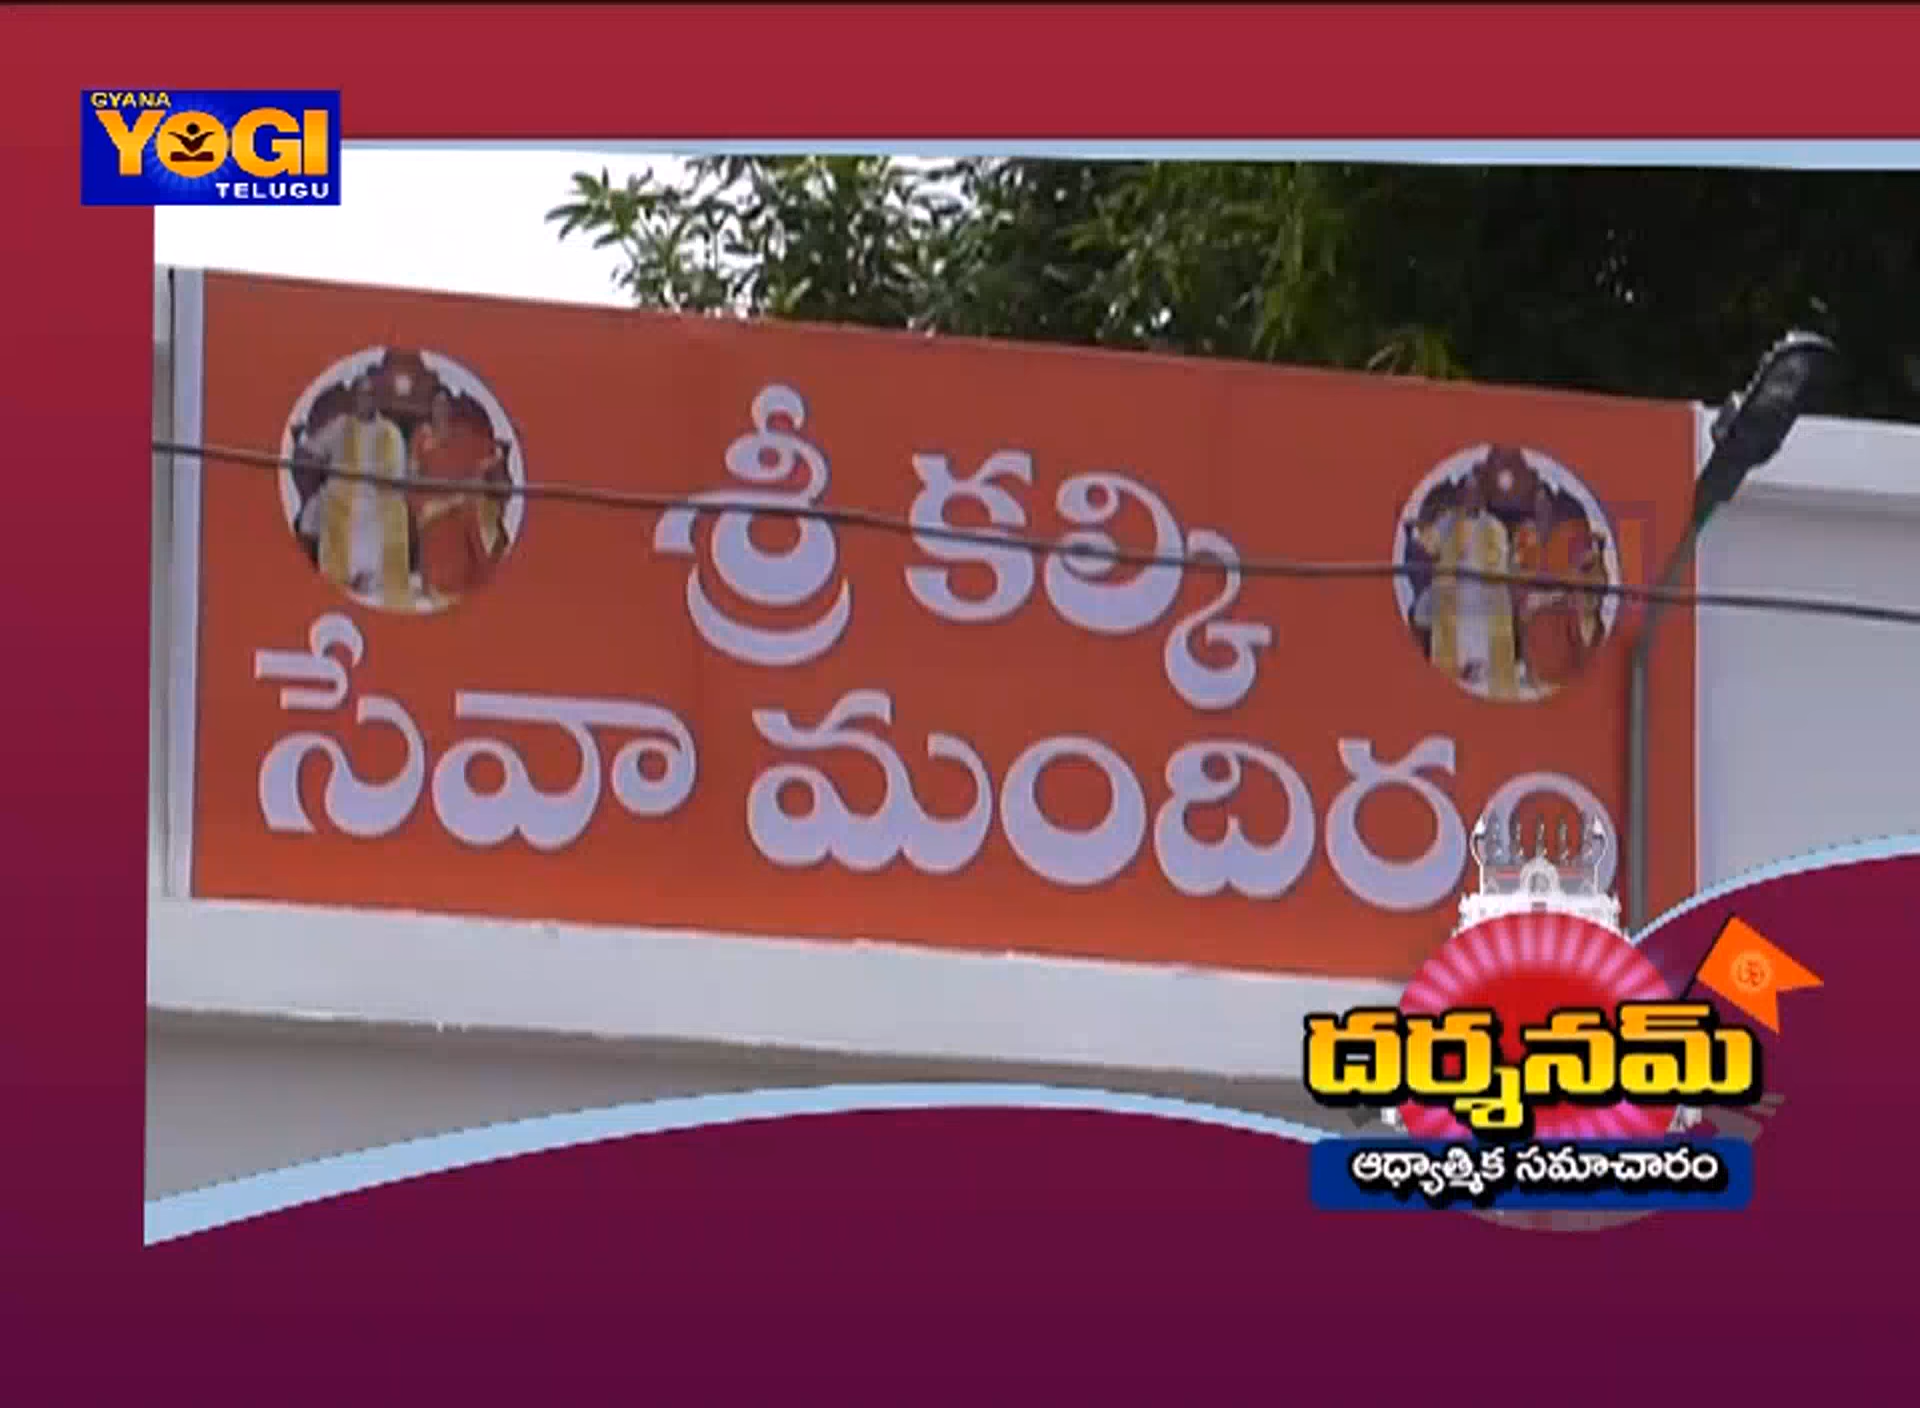 GYANA
YOGI
TELUGU
శ్రీ కల్కి
సేవా మందిరం
దర్శనమ్
ఆధ్యాత్మిక సమాచారం